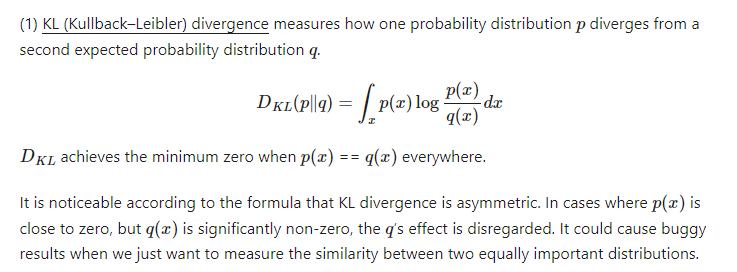 (1) KL (Kullback–Leibler) divergence measures how one probability distribution p diverges from a
second expected probability distribution q.
D_{KL}(p‖q) = ∫_x p(x) log \frac{p(x)}{q(x)} dx
D_{KL} achieves the minimum zero when p(x) == q(x) everywhere.
It is noticeable according to the formula that KL divergence is asymmetric. In cases where p(x) is
close to zero, but q(x) is significantly non-zero, the q's effect is disregarded. It could cause buggy
results when we just want to measure the similarity between two equally important distributions.